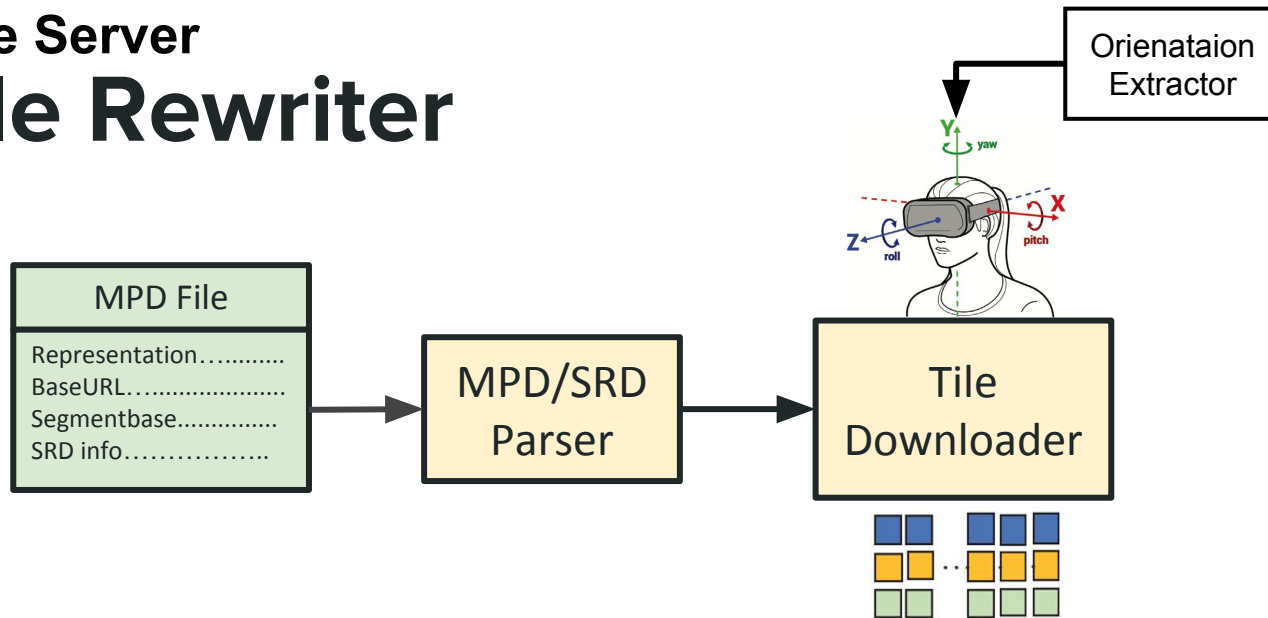 e Server
le Rewriter
Orienataion
Extractor
Y
yaw
X
pitch
Z
roll
MPD File
Representation............
BaseURL.......................
Segmentbase...............
SRD info………………..
MPD/SRD
Parser
Tile
Downloader
...